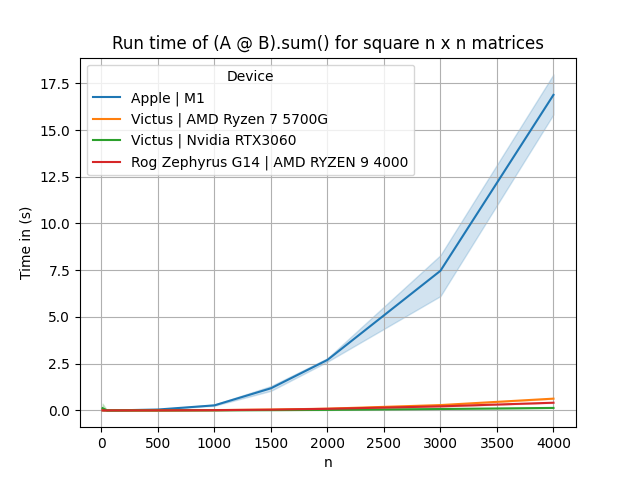 Run time of (A @ B).sum() for square n x n matrices
Device
Apple | M1
Victus | AMD Ryzen 7 5700G
Victus | Nvidia RTX3060
Rog Zephyrus G14 | AMD RYZEN 9 4000
Time in (s)
17.5
15.0
12.5
10.0
7.5
5.0
2.5
0.0
0 500 1000 1500 2000 2500 3000 3500 4000
n